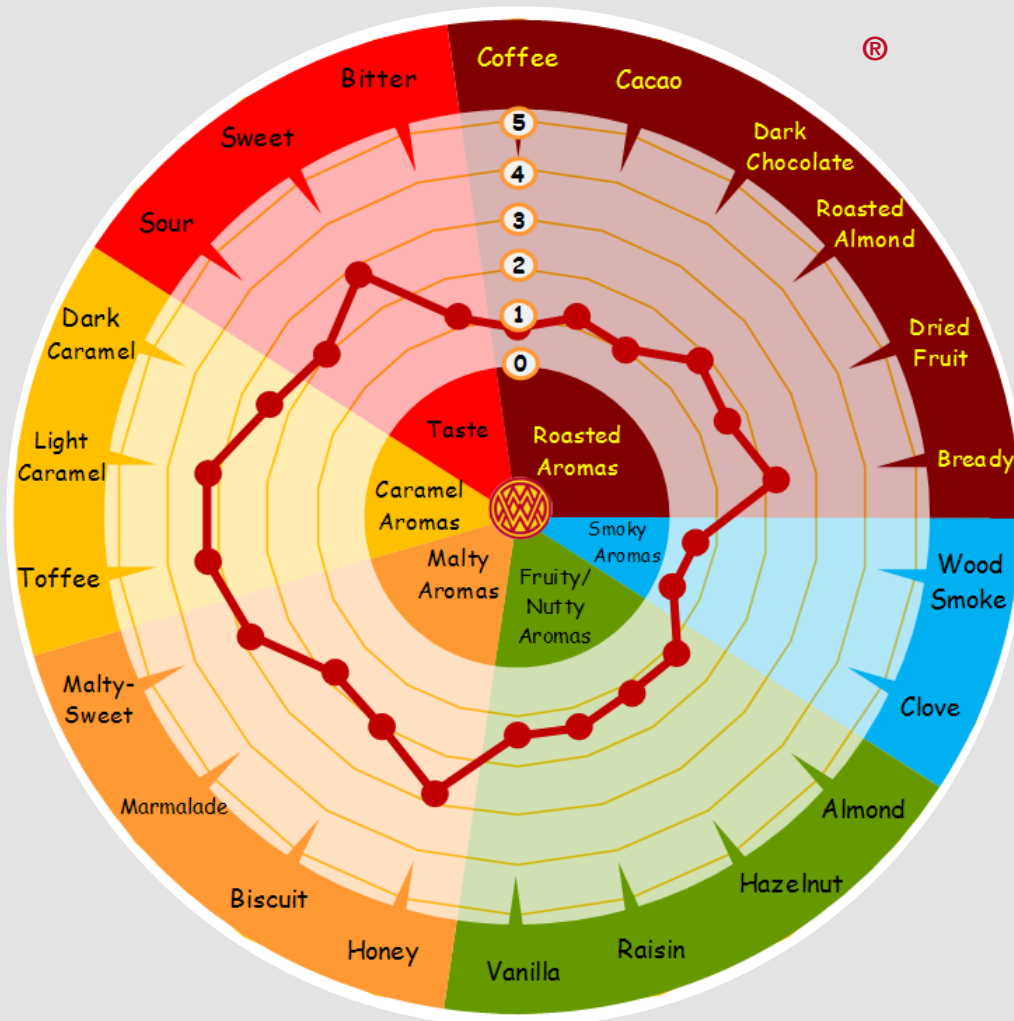 ®
Coffee
Cacao
Dark
Chocolate
Roasted
Almond
Dried
Fruit
Bready
Wood
Smoke
Clove
Almond
Hazelnut
Raisin
Vanilla
Honey
Biscuit
Marmalade
Malty-
Sweet
Toffee
Light
Caramel
Dark
Caramel
Sour
Sweet
Bitter
5
4
3
2
1
0
Taste
Roasted
Aromas
Caramel
Aromas
Smoky
Aromas
Malty
Aromas
Fruity/
Nutty
Aromas